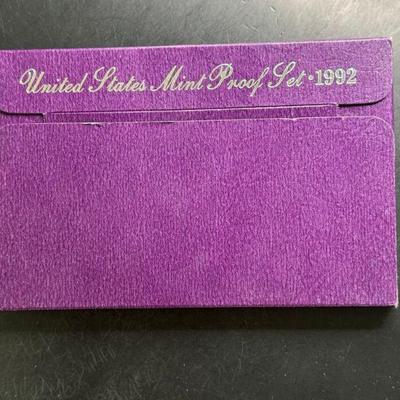 United States Mint Proof Set • 1992